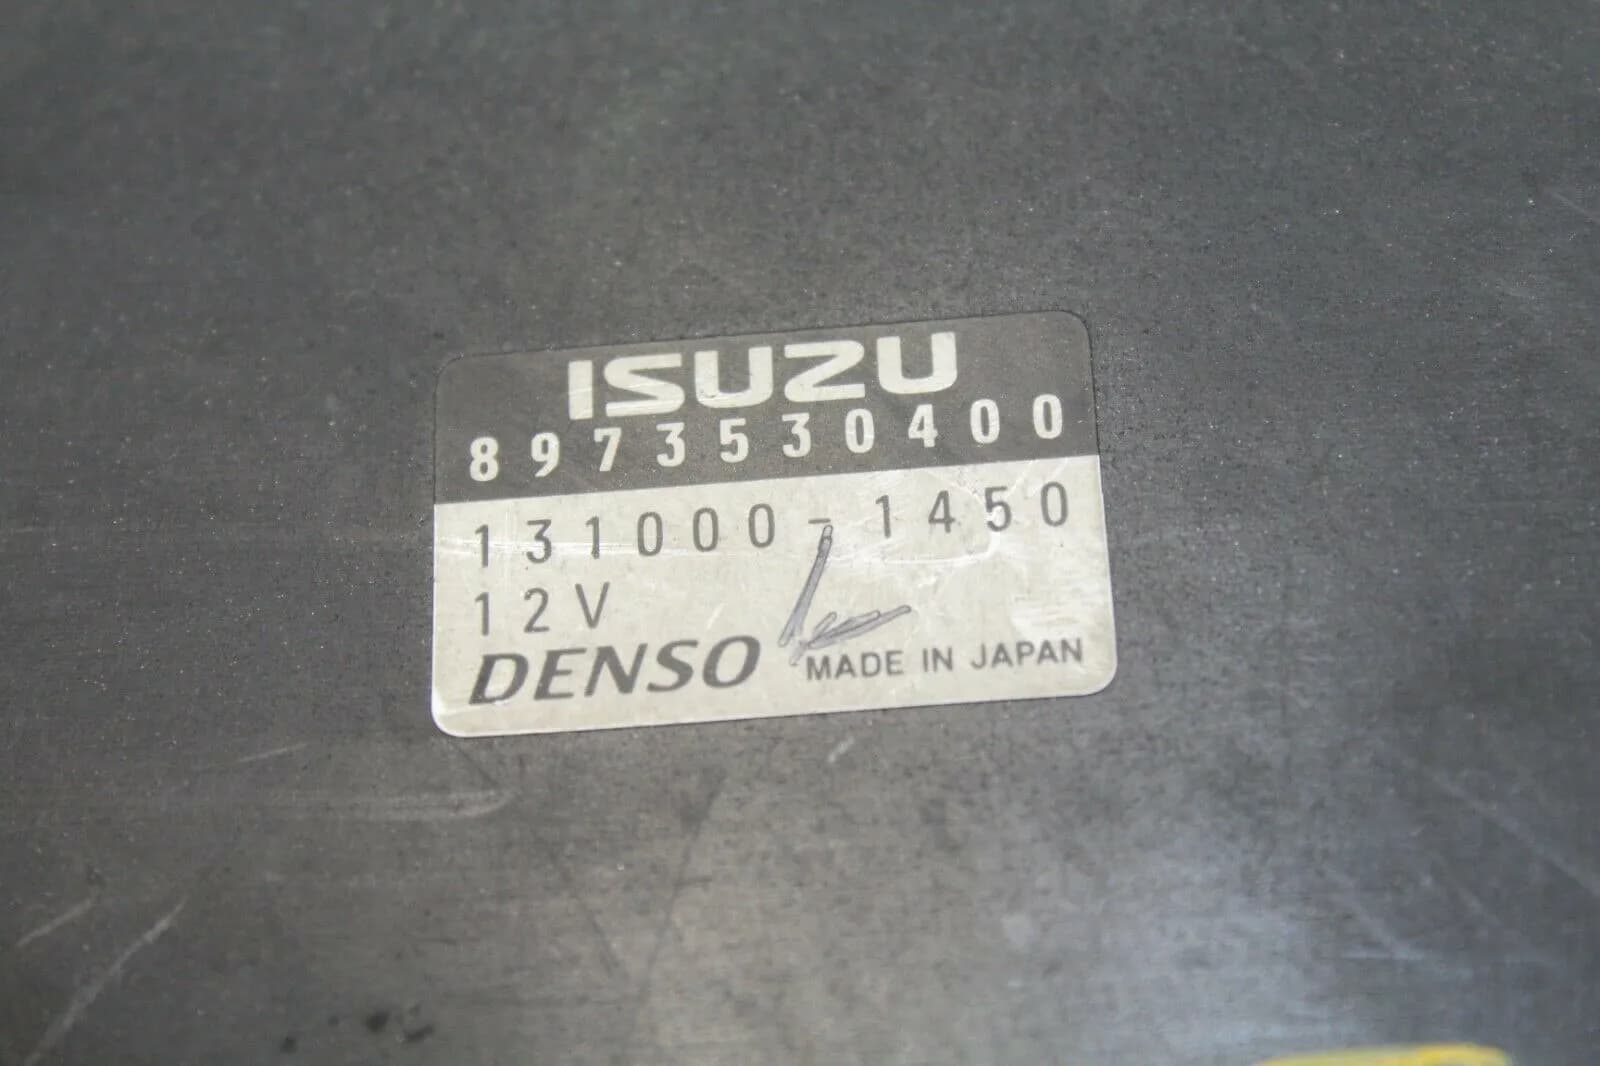 ISUZU
8973530400
131000-1450
12V
DENSO MADE IN JAPAN